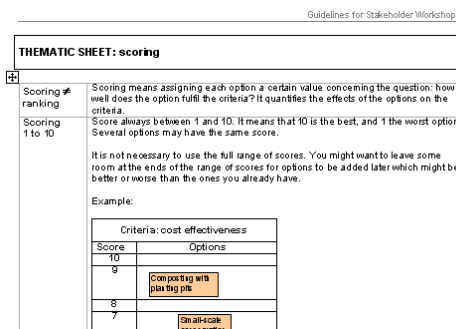 Guidelines for Stakeholder Workshop
THEMATIC SHEET: scoring
Scoring ≠
ranking
Scoring means assigning each option a certain value concerning the question: how
well does the option fulfil the criteria? It quantifies the effects of the options on the
criteria.
Scoring
1 to 10
Score always between 1 and 10. It means that 10 is the best, and 1 the worst option
Several options may have the same score.
It is not necessary to use the full range of scores. You might want to leave some
room at the ends of the range of scores for options to be added later which might be
better or worse than the ones you already have.
Example:
Criteria: cost effectiveness
Score Options
10
9
Composting with
planting pits
8
7
Small-scale